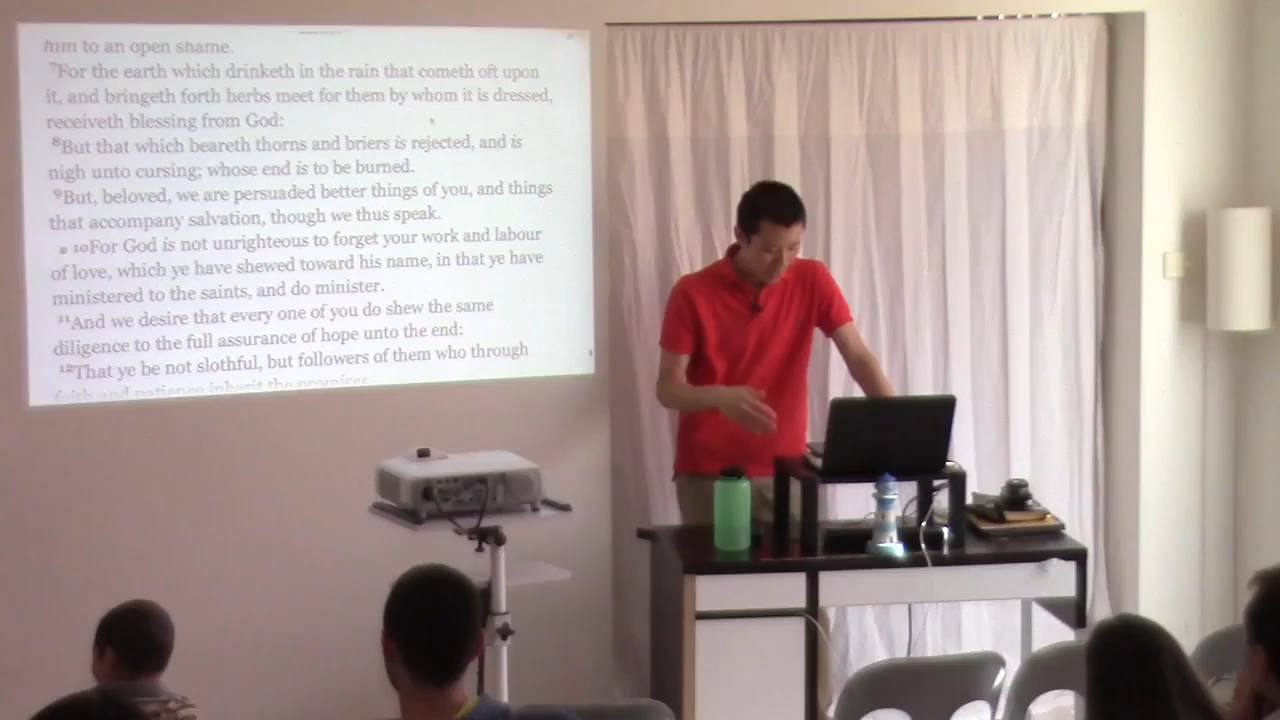 him to an open shame.
7For the earth which drinketh in the rain that cometh oft upon
it, and bringeth forth herbs meet for them by whom it is dressed,
receiveth blessing from God:
8But that which beareth thorns and briers is rejected, and is
nigh unto cursing; whose end is to be burned.
9But, beloved, we are persuaded better things of you, and things
that accompany salvation, though we thus speak.
10For God is not unrighteous to forget your work and labour
of love, which ye have shewed toward his name, in that ye have
ministered to the saints, and do minister.
11And we desire that every one of you do shew the same
diligence to the full assurance of hope unto the end:
12That ye be not slothful, but followers of them who through
faith and patience inherit the promises.